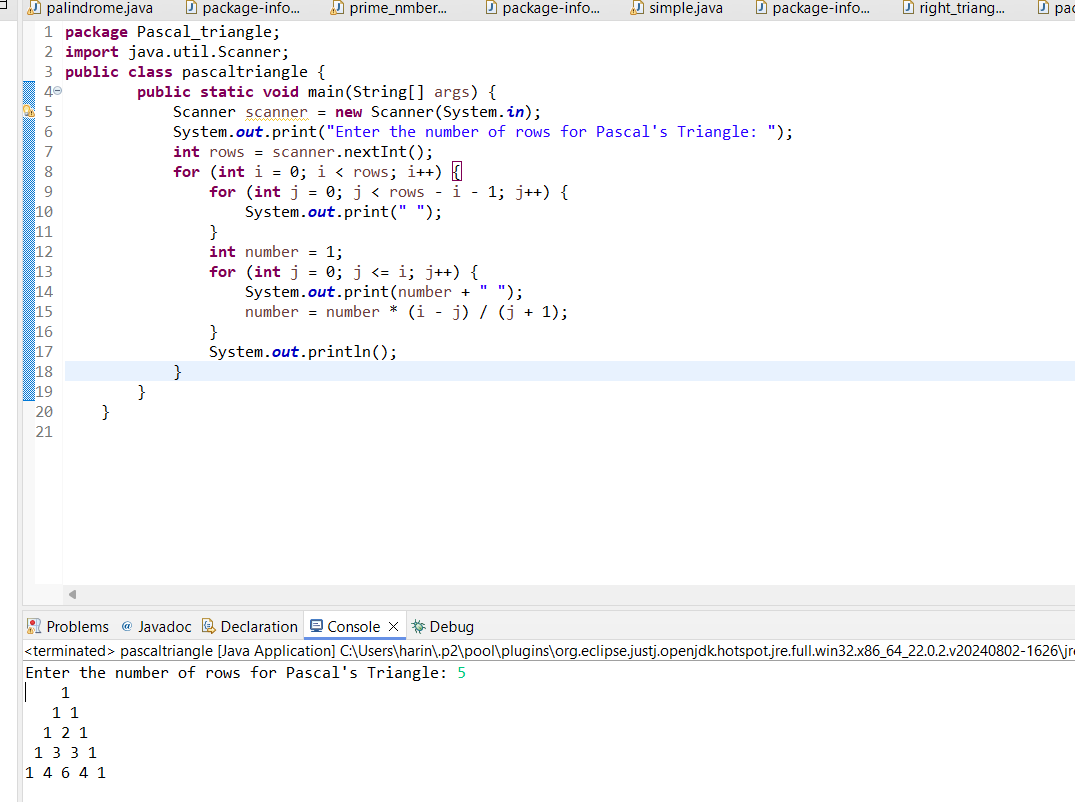 palindrome.java package-info... prime_nmber... package-info... simple.java package-info... right_triang... pac
1 package Pascal_triangle;
2 import java.util.Scanner;
3 public class pascaltriangle {
4 public static void main(String[] args) {
5 Scanner scanner = new Scanner(System.in);
6 System.out.print("Enter the number of rows for Pascal's Triangle: ");
7 int rows = scanner.nextInt();
8 for (int i = 0; i < rows; i++) {
9 for (int j = 0; j < rows - i - 1; j++) {
10 System.out.print(" ");
11 }
12 int number = 1;
13 for (int j = 0; j <= i; j++) {
14 System.out.print(number + " ");
15 number = number * (i - j) / (j + 1);
16 }
17 System.out.println();
18 }
19 }
20 }
21
Problems @ Javadoc Declaration Console Debug
<terminated> pascaltriangle [Java Application] C:\Users\harin\.p2\pool\plugins\org.eclipse.justj.openjdk.hotspot.jre.full.win32.x86_64_22.0.2.v20240802-1626\jr
Enter the number of rows for Pascal's Triangle: 5
1
1 1
1 2 1
1 3 3 1
1 4 6 4 1